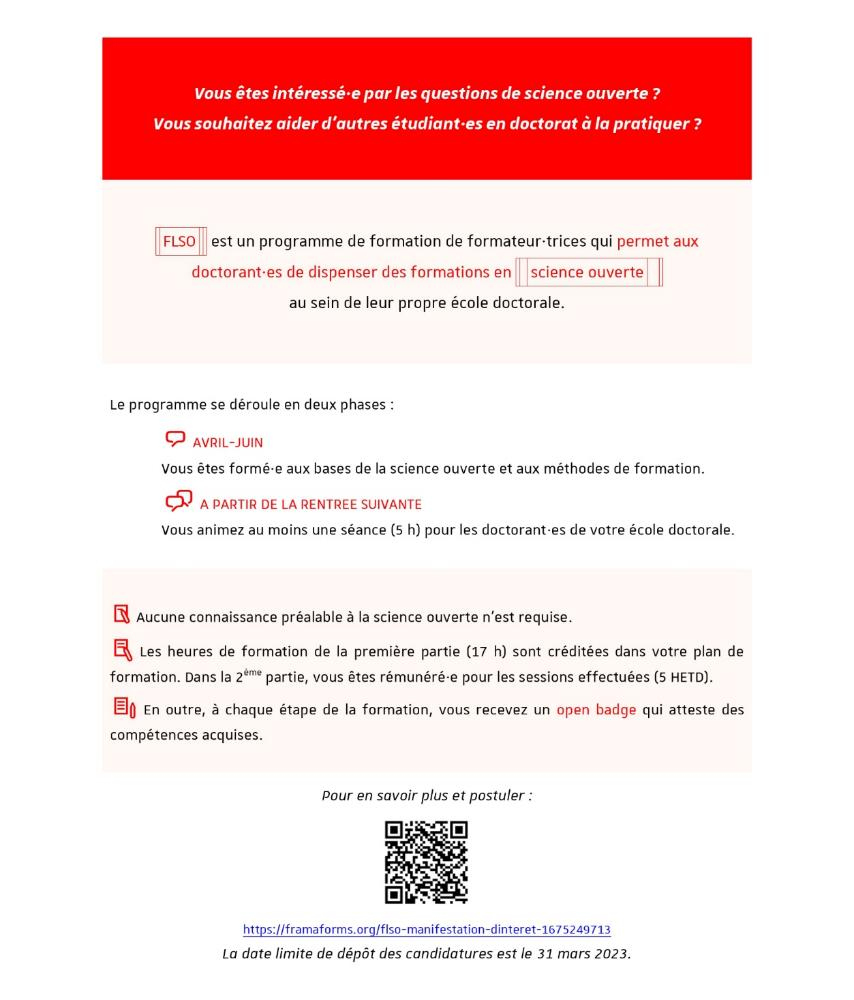 Vous êtes intéressé·e par les questions de science ouverte ?
Vous souhaitez aider d'autres étudiant·es en doctorat à la pratiquer ?
FLSO est un programme de formation de formateur·trices qui permet aux
doctorant·es de dispenser des formations en science ouverte
au sein de leur propre école doctorale.
Le programme se déroule en deux phases :
AVRIL-JUIN
Vous êtes formé·e aux bases de la science ouverte et aux méthodes de formation.
A PARTIR DE LA RENTREE SUIVANTE
Vous animez au moins une séance (5 h) pour les doctorant·es de votre école doctorale.
Aucune connaissance préalable à la science ouverte n'est requise.
Les heures de formation de la première partie (17 h) sont créditées dans votre plan de
formation. Dans la 2ème partie, vous êtes rémunéré·e pour les sessions effectuées (5 HETD).
En outre, à chaque étape de la formation, vous recevez un open badge qui atteste des
compétences acquises.
Pour en savoir plus et postuler :
https://framaforms.org/flso-manifestation-dinteret-1675249713
La date limite de dépôt des candidatures est le 31 mars 2023.